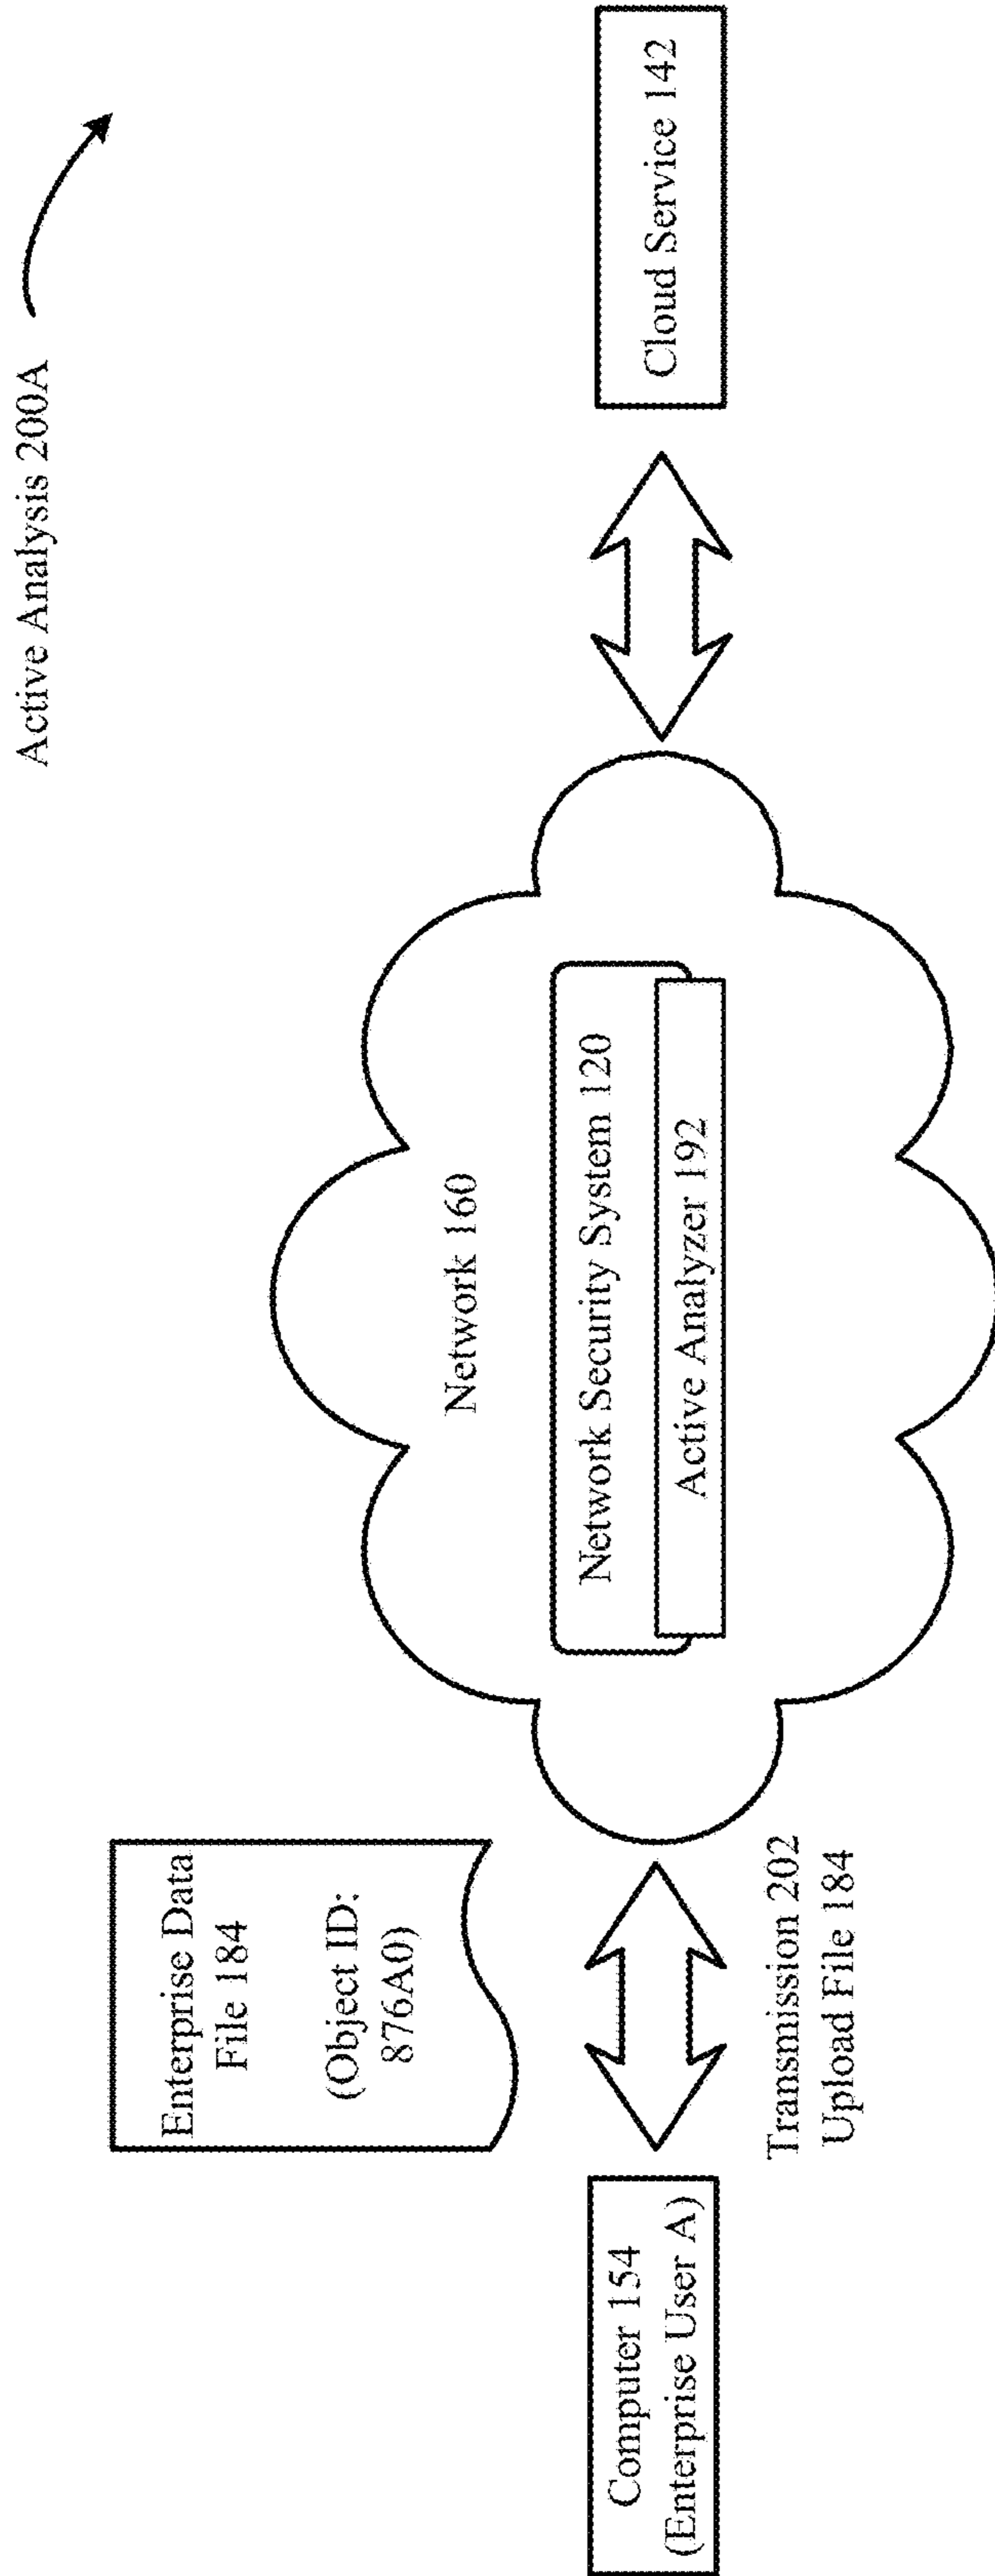 Active Analysis 200A
Enterprise Data
File 184
(Object ID:
876A0)
Computer 154
(Enterprise User A)
Transmission 202
Upload File 184
Network 160
Network Security System 120
Active Analyzer 192
Cloud Service 142